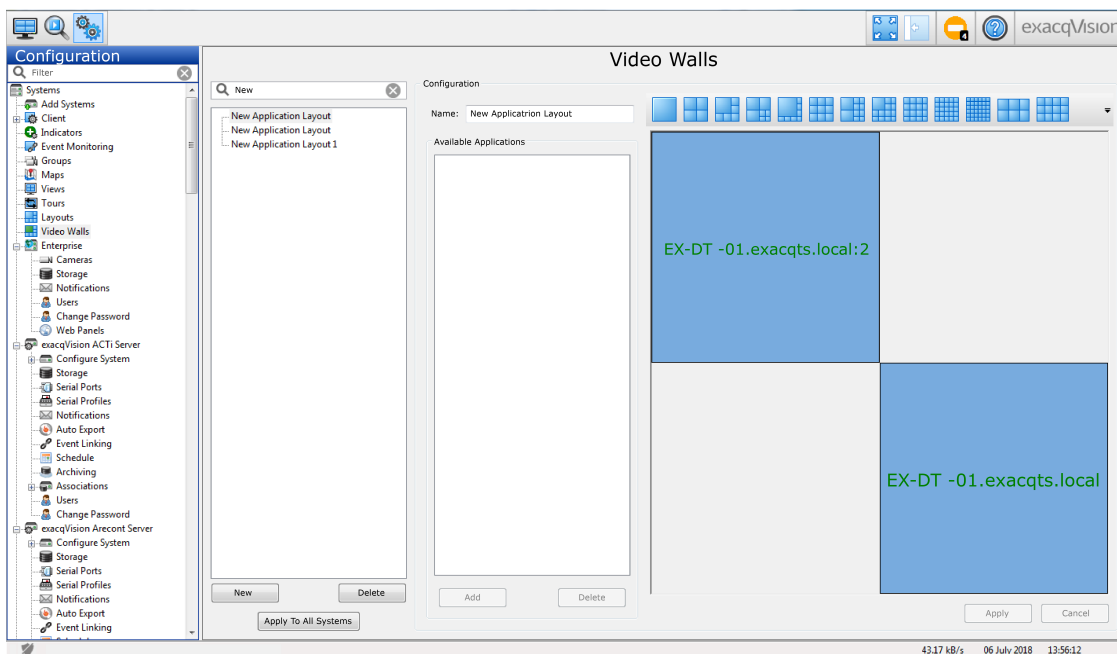 4
exacqVision
Configuration
Filter
Systems
Add Systems
Client
Indicators
Event Monitoring
Groups
Maps
Views
Tours
Layouts
Video Walls
Enterprise
Cameras
Storage
Notifications
Users
Change Password
Web Panels
exacqVision ACTi Server
Configure System
Storage
Serial Ports
Serial Profiles
Notifications
Auto Export
Event Linking
Schedule
Archiving
Associations
Users
Change Password
exacqVision Arecont Server
Configure System
Storage
Serial Ports
Serial Profiles
Notifications
Auto Export
Event Linking
Video Walls
New
New Application Layout
New Application Layout
New Application Layout 1
New
Delete
Apply To All Systems
Configuration
Name: New Applicatrion Layout
Available Applications
Add
Delete
EX-DT -01.exacqts.local:2
EX-DT -01.exacqts.local
Apply
Cancel
43.17 kB/s 06 July 2018 13:56:12